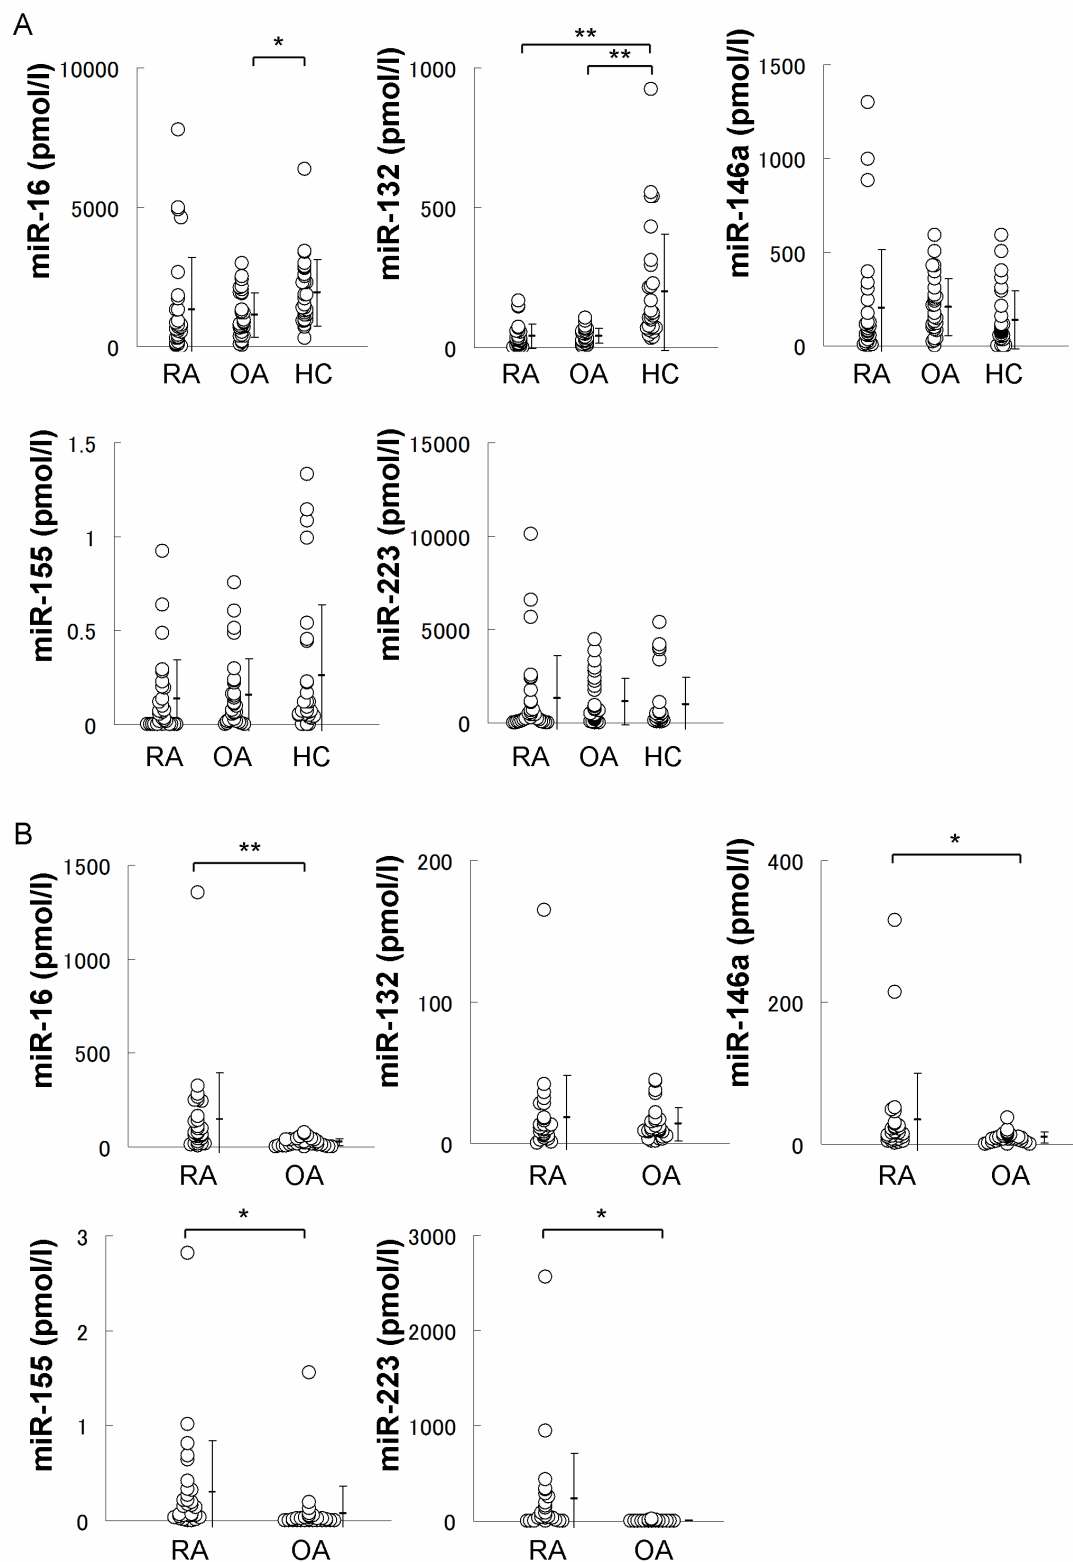 A
miR-16 (pmol/l)
10000
5000
0
*
RA OA HC
miR-132 (pmol/l)
1000
500
0
**
**
RA OA HC
miR-146a (pmol/l)
1500
1000
500
0
RA OA HC
miR-155 (pmol/l)
1.5
1
0.5
0
RA OA HC
miR-223 (pmol/l)
15000
10000
5000
0
RA OA HC
B
miR-16 (pmol/l)
1500
1000
500
0
**
RA OA
miR-132 (pmol/l)
200
100
0
RA OA
miR-146a (pmol/l)
400
200
0
*
RA OA
miR-155 (pmol/l)
3
2
1
0
*
RA OA
miR-223 (pmol/l)
3000
2000
1000
0
*
RA OA